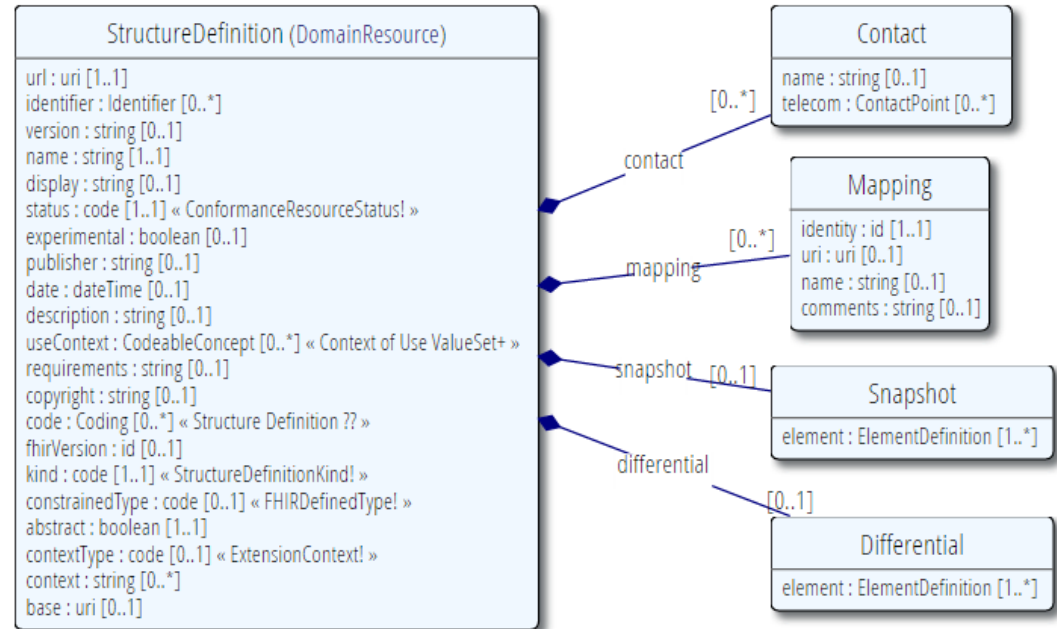 StructureDefinition (DomainResource)
url : uri [1..1]
identifier : Identifier [0..*]
version : string [0..1]
name : string [1..1]
display : string [0..1]
status : code [1..1] « ConformanceResourceStatus! »
experimental : boolean [0..1]
publisher : string [0..1]
date : dateTime [0..1]
description : string [0..1]
useContext : CodeableConcept [0..*] « Context of Use ValueSet+ »
requirements : string [0..1]
copyright : string [0..1]
code : Coding [0..*] « Structure Definition ?? »
fhirVersion : id [0..1]
kind : code [1..1] « StructureDefinitionKind! »
constrainedType : code [0..1] « FHIRDefinedType! »
abstract : boolean [1..1]
contextType : code [0..1] « ExtensionContext! »
context : string [0..*]
base : uri [0..1]
contact
[0..*]
Contact
name : string [0..1]
telecom : ContactPoint [0..*]
mapping
[0..*]
Mapping
identity : id [1..1]
uri : uri [0..1]
name : string [0..1]
comments : string [0..1]
snapshot
[0..1]
Snapshot
element : ElementDefinition [1..*]
differential
[0..1]
Differential
element : ElementDefinition [1..*]